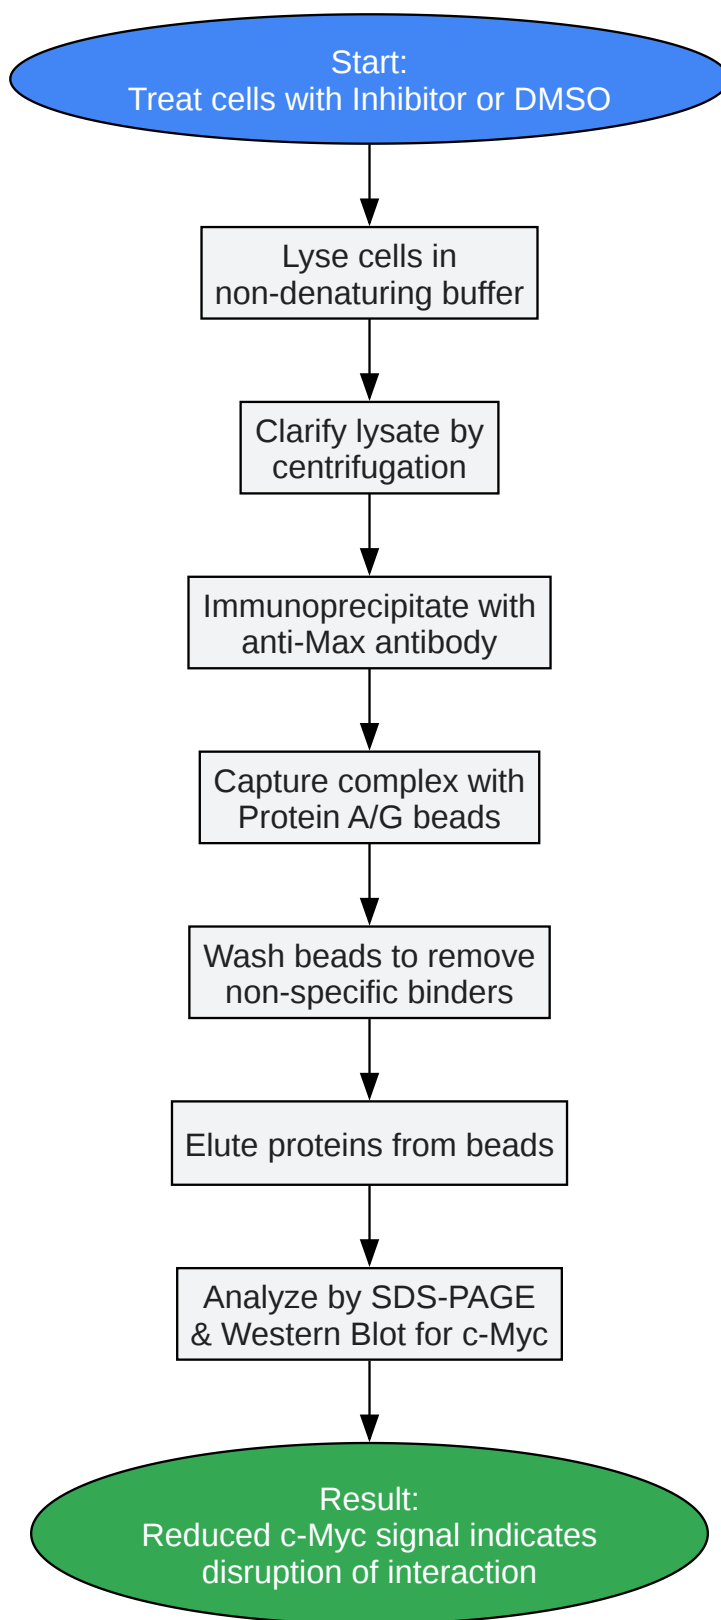 Start:
Treat cells with Inhibitor or DMSO
Lyse cells in
non-denaturing buffer
Clarify lysate by
centrifugation
Immunoprecipitate with
anti-Max antibody
Capture complex with
Protein A/G beads
Wash beads to remove
non-specific binders
Elute proteins from beads
Analyze by SDS-PAGE
& Western Blot for c-Myc
Result:
Reduced c-Myc signal indicates
disruption of interaction